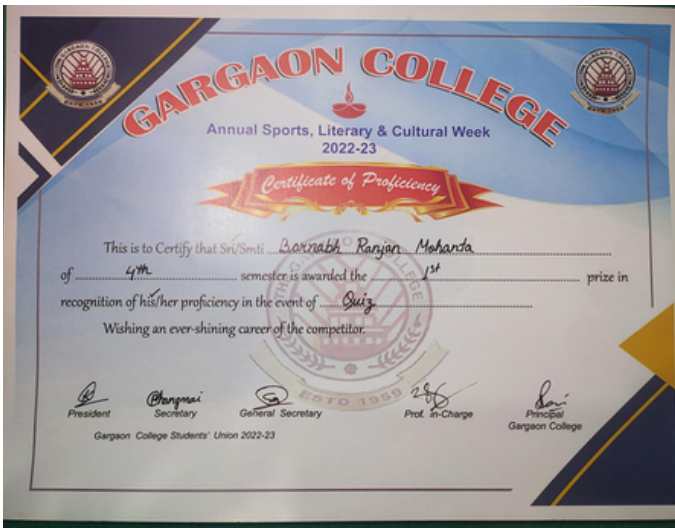 GARGAON COLLEGE
Annual Sports, Literary & Cultural Week
2022-23
Certificate of Proficiency
This is to Certify that Sri/Smti Barnabh Ranjan Mohanta
of 4th semester is awarded the 1st prize in
recognition of his/her proficiency in the event of Quiz
Wishing an ever-shining career of the competitor.
ESTD 1959
President Secretary General Secretary Prof. in-Charge Principal
Gargaon College
Gargaon College Students' Union 2022-23